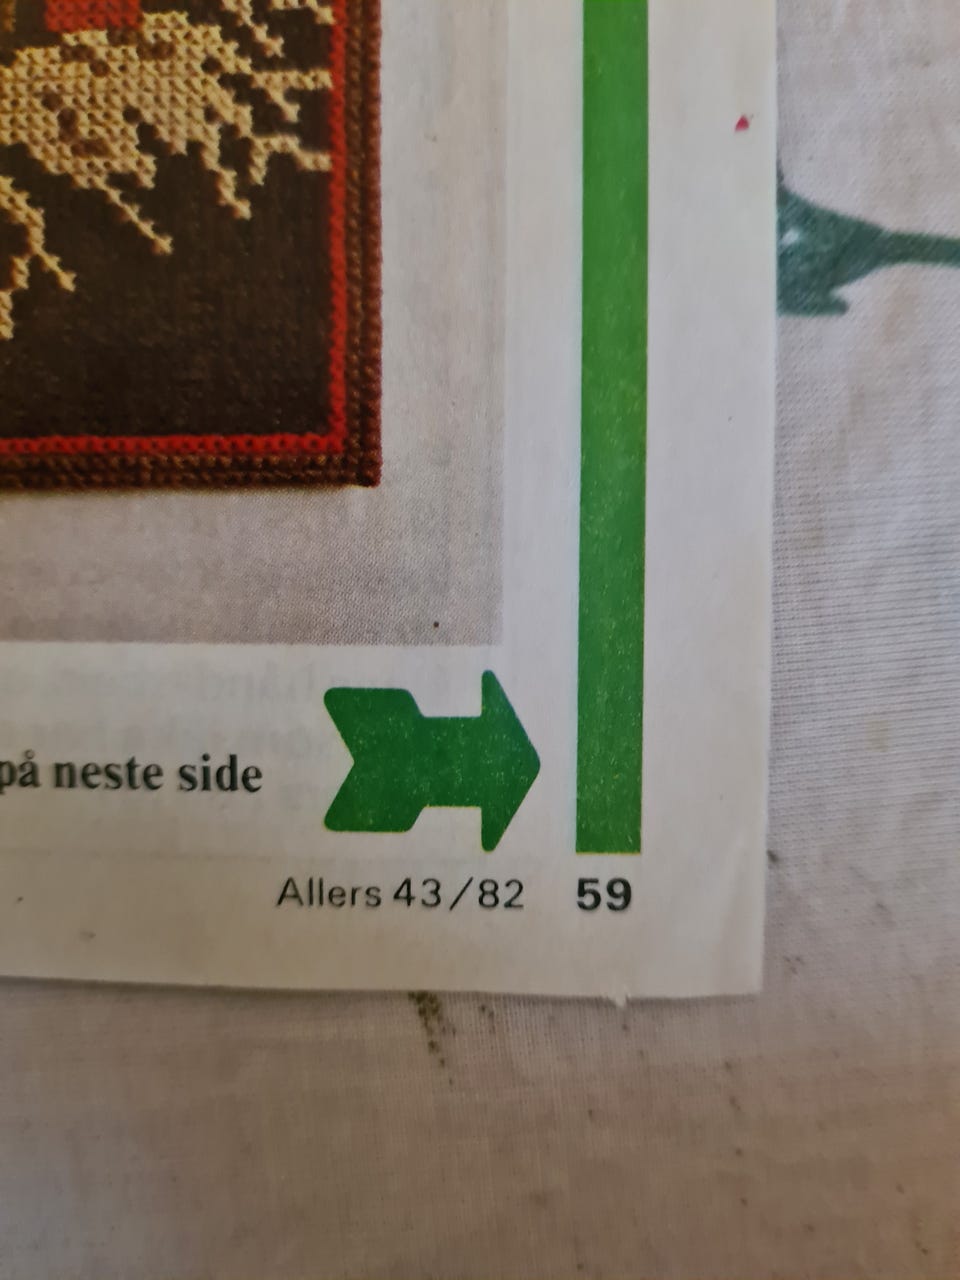 på neste side
Allers 43/82 59